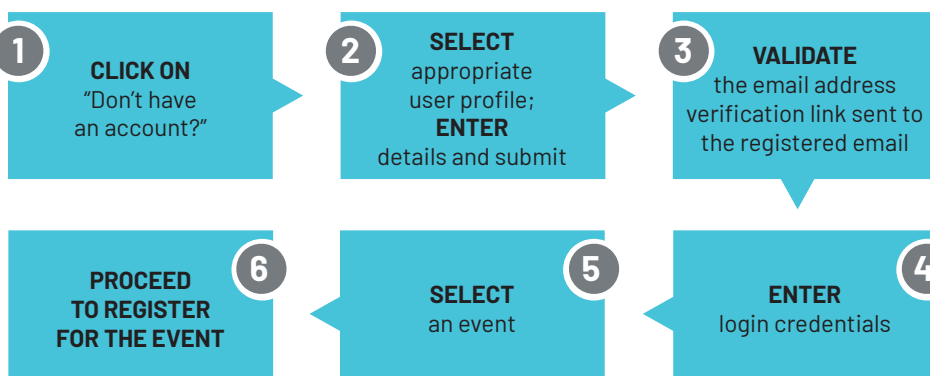 1
CLICK ON
"Don't have
an account?"
2
SELECT
appropriate
user profile;
ENTER
details and submit
3
VALIDATE
the email address
verification link sent to
the registered email
4
ENTER
login credentials
5
SELECT
an event
6
PROCEED
TO REGISTER
FOR THE EVENT